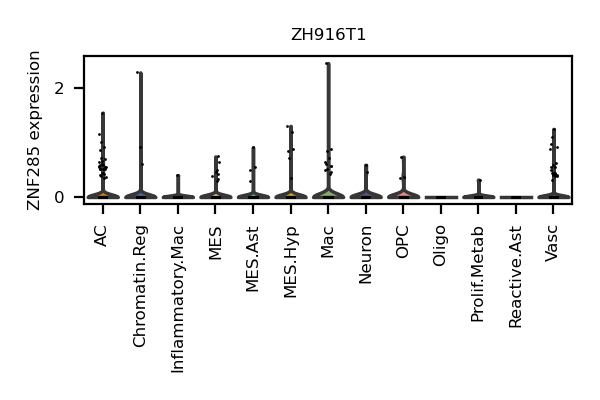 ZH916T1
ZNF285 expression
2
0
AC
Chromatin.Reg
Inflammatory.Mac
MES
MES.Ast
MES.Hyp
Mac
Neuron
OPC
Oligo
Prolif.Metab
Reactive.Ast
Vasc